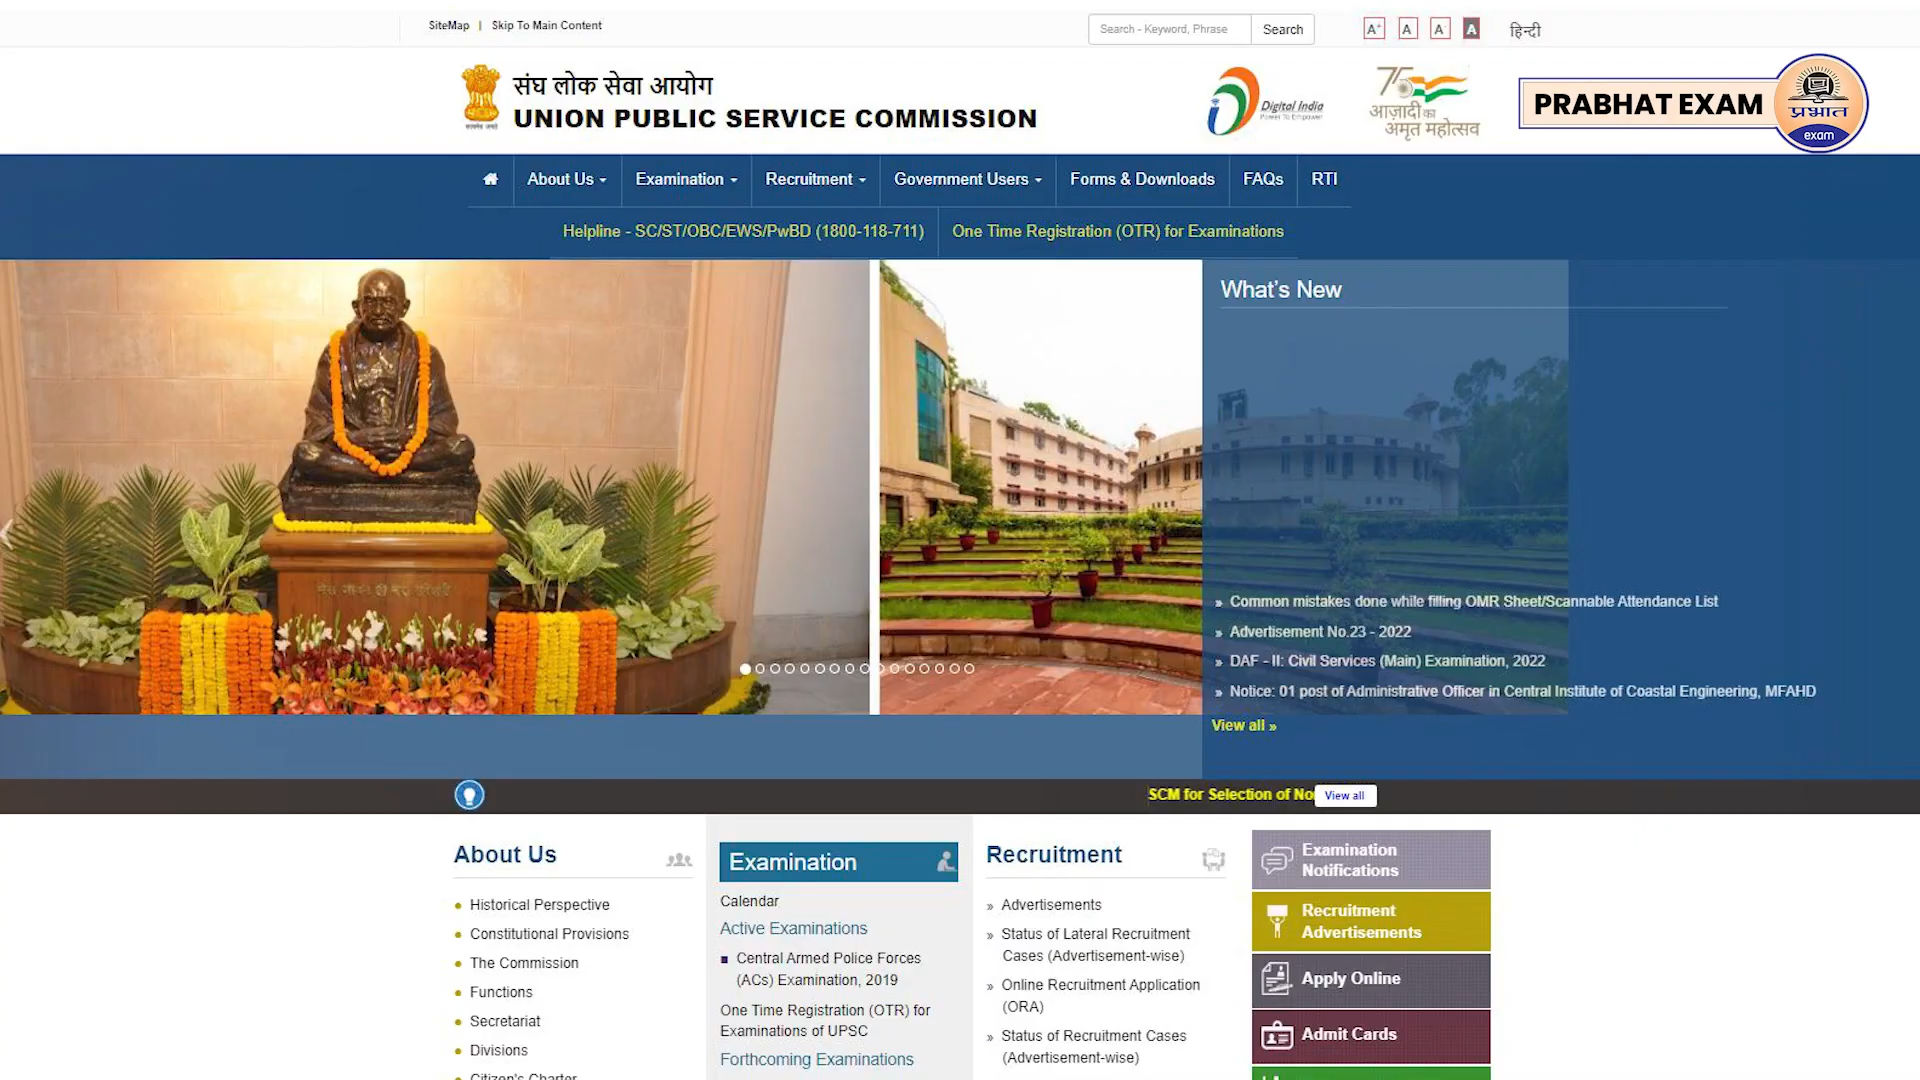 SiteMap | Skip To Main Content
Search - Keyword, Phrase
Search
A+ A A- A
हिन्दी
संघ लोक सेवा आयोग
UNION PUBLIC SERVICE COMMISSION
Digital India
Power To Empower
75
आज़ादी का
अमृत महोत्सव
PRABHAT EXAM
प्रभात
exam
About Us
Examination
Recruitment
Government Users
Forms & Downloads
FAQs
RTI
Helpline - SC/ST/OBC/EWS/PwBD (1800-118-711)
One Time Registration (OTR) for Examinations
What's New
» Common mistakes done while filling OMR Sheet/Scannable Attendance List
» Advertisement No.23 - 2022
» DAF - II: Civil Services (Main) Examination, 2022
» Notice: 01 post of Administrative Officer in Central Institute of Coastal Engineering, MFAHD
View all »
SCM for Selection of No
View all
About Us
Historical Perspective
Constitutional Provisions
The Commission
Functions
Secretariat
Divisions
Citizen's Charter
Examination
Calendar
Active Examinations
Central Armed Police Forces
(ACs) Examination, 2019
One Time Registration (OTR) for
Examinations of UPSC
Forthcoming Examinations
Recruitment
» Advertisements
» Status of Lateral Recruitment
Cases (Advertisement-wise)
» Online Recruitment Application
(ORA)
» Status of Recruitment Cases
(Advertisement-wise)
Examination
Notifications
Recruitment
Advertisements
Apply Online
Admit Cards